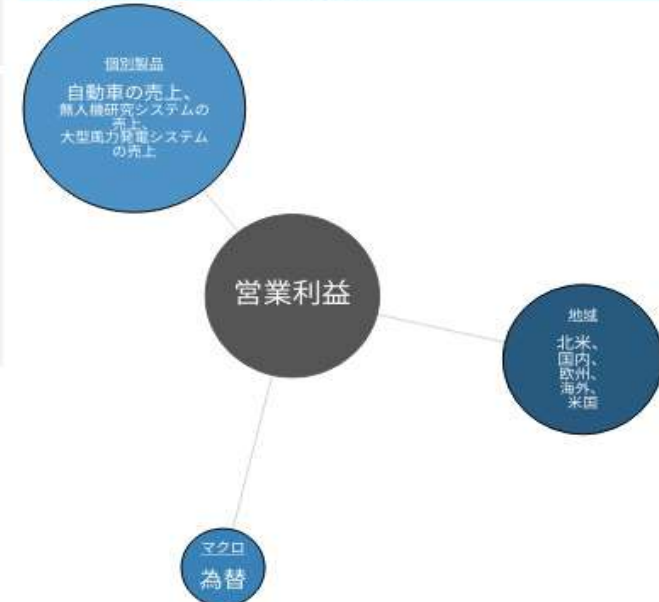 個別製品
自動車の売上、
無人機研究システムの
売上、
大型風力発電システム
の売上
営業利益
地域
北米、
国内、
欧州、
海外、
米国
マクロ
為替